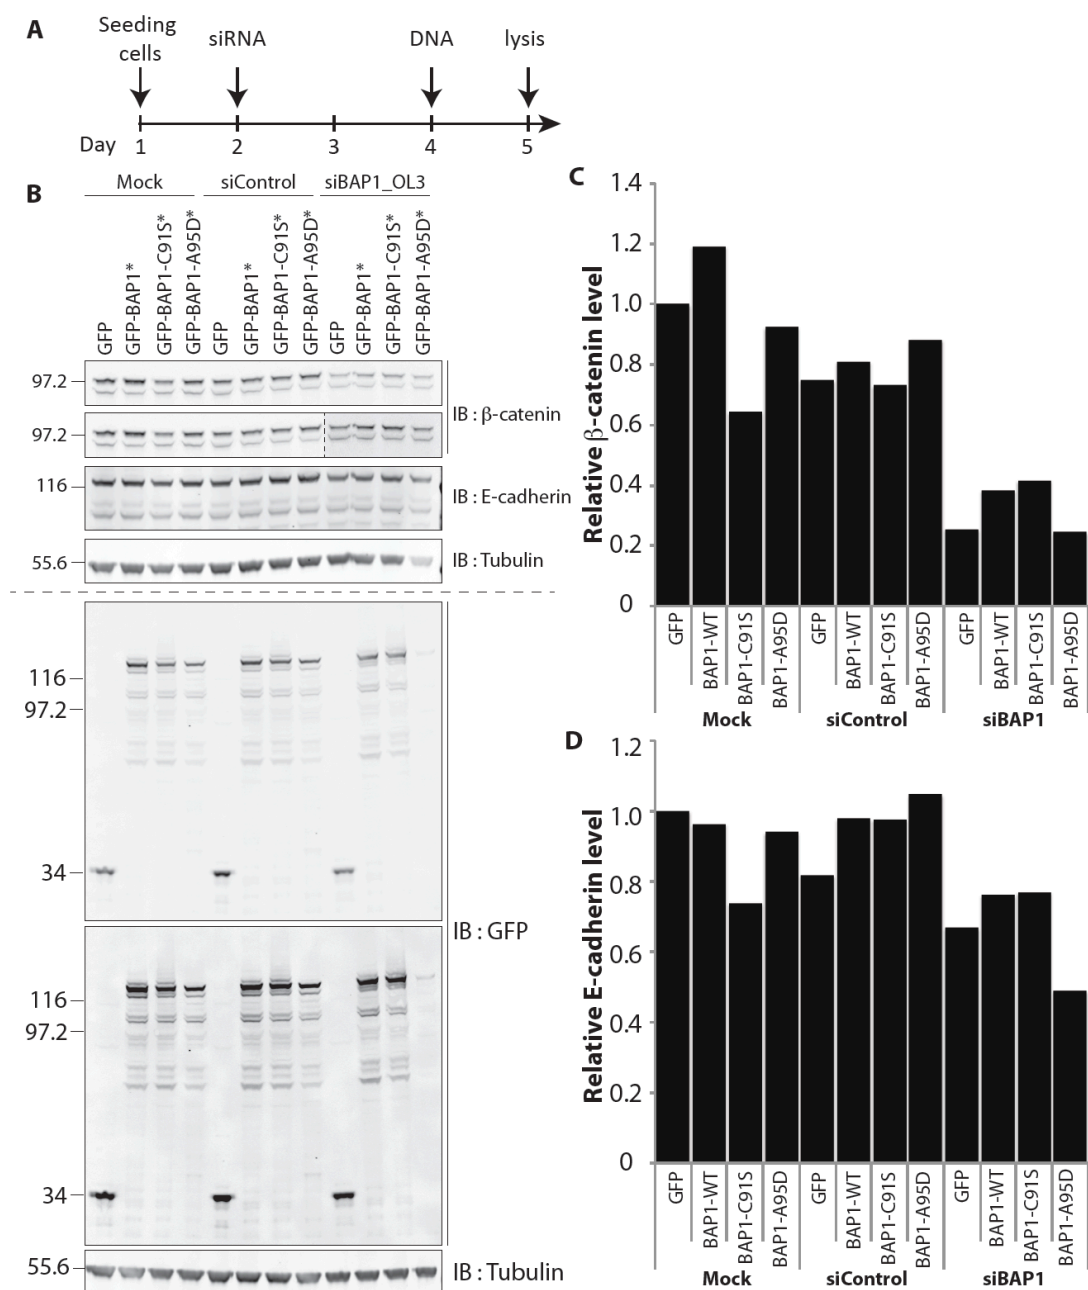 A
Seeding
cells
siRNA
DNA
lysis
Day 1 2 3 4 5
B
Mock siControl siBAP1_OL3
GFP
GFP-BAP1*
GFP-BAP1-C91S*
GFP-BAP1-A95D*
GFP
GFP-BAP1*
GFP-BAP1-C91S*
GFP-BAP1-A95D*
GFP
GFP-BAP1*
GFP-BAP1-C91S*
GFP-BAP1-A95D*
97.2
IB : β-catenin
97.2
116
IB : E-cadherin
55.6
IB : Tubulin
116
97.2
34
IB : GFP
116
97.2
34
55.6
IB : Tubulin
C
Relative β-catenin level
1.4
1.2
1.0
0.8
0.6
0.4
0.2
0
GFP
BAP1-WT
BAP1-C91S
BAP1-A95D
GFP
BAP1-WT
BAP1-C91S
BAP1-A95D
GFP
BAP1-WT
BAP1-C91S
BAP1-A95D
Mock siControl siBAP1
D
Relative E-cadherin level
1.2
1.0
0.8
0.6
0.4
0.2
0
GFP
BAP1-WT
BAP1-C91S
BAP1-A95D
GFP
BAP1-WT
BAP1-C91S
BAP1-A95D
GFP
BAP1-WT
BAP1-C91S
BAP1-A95D
Mock siControl siBAP1